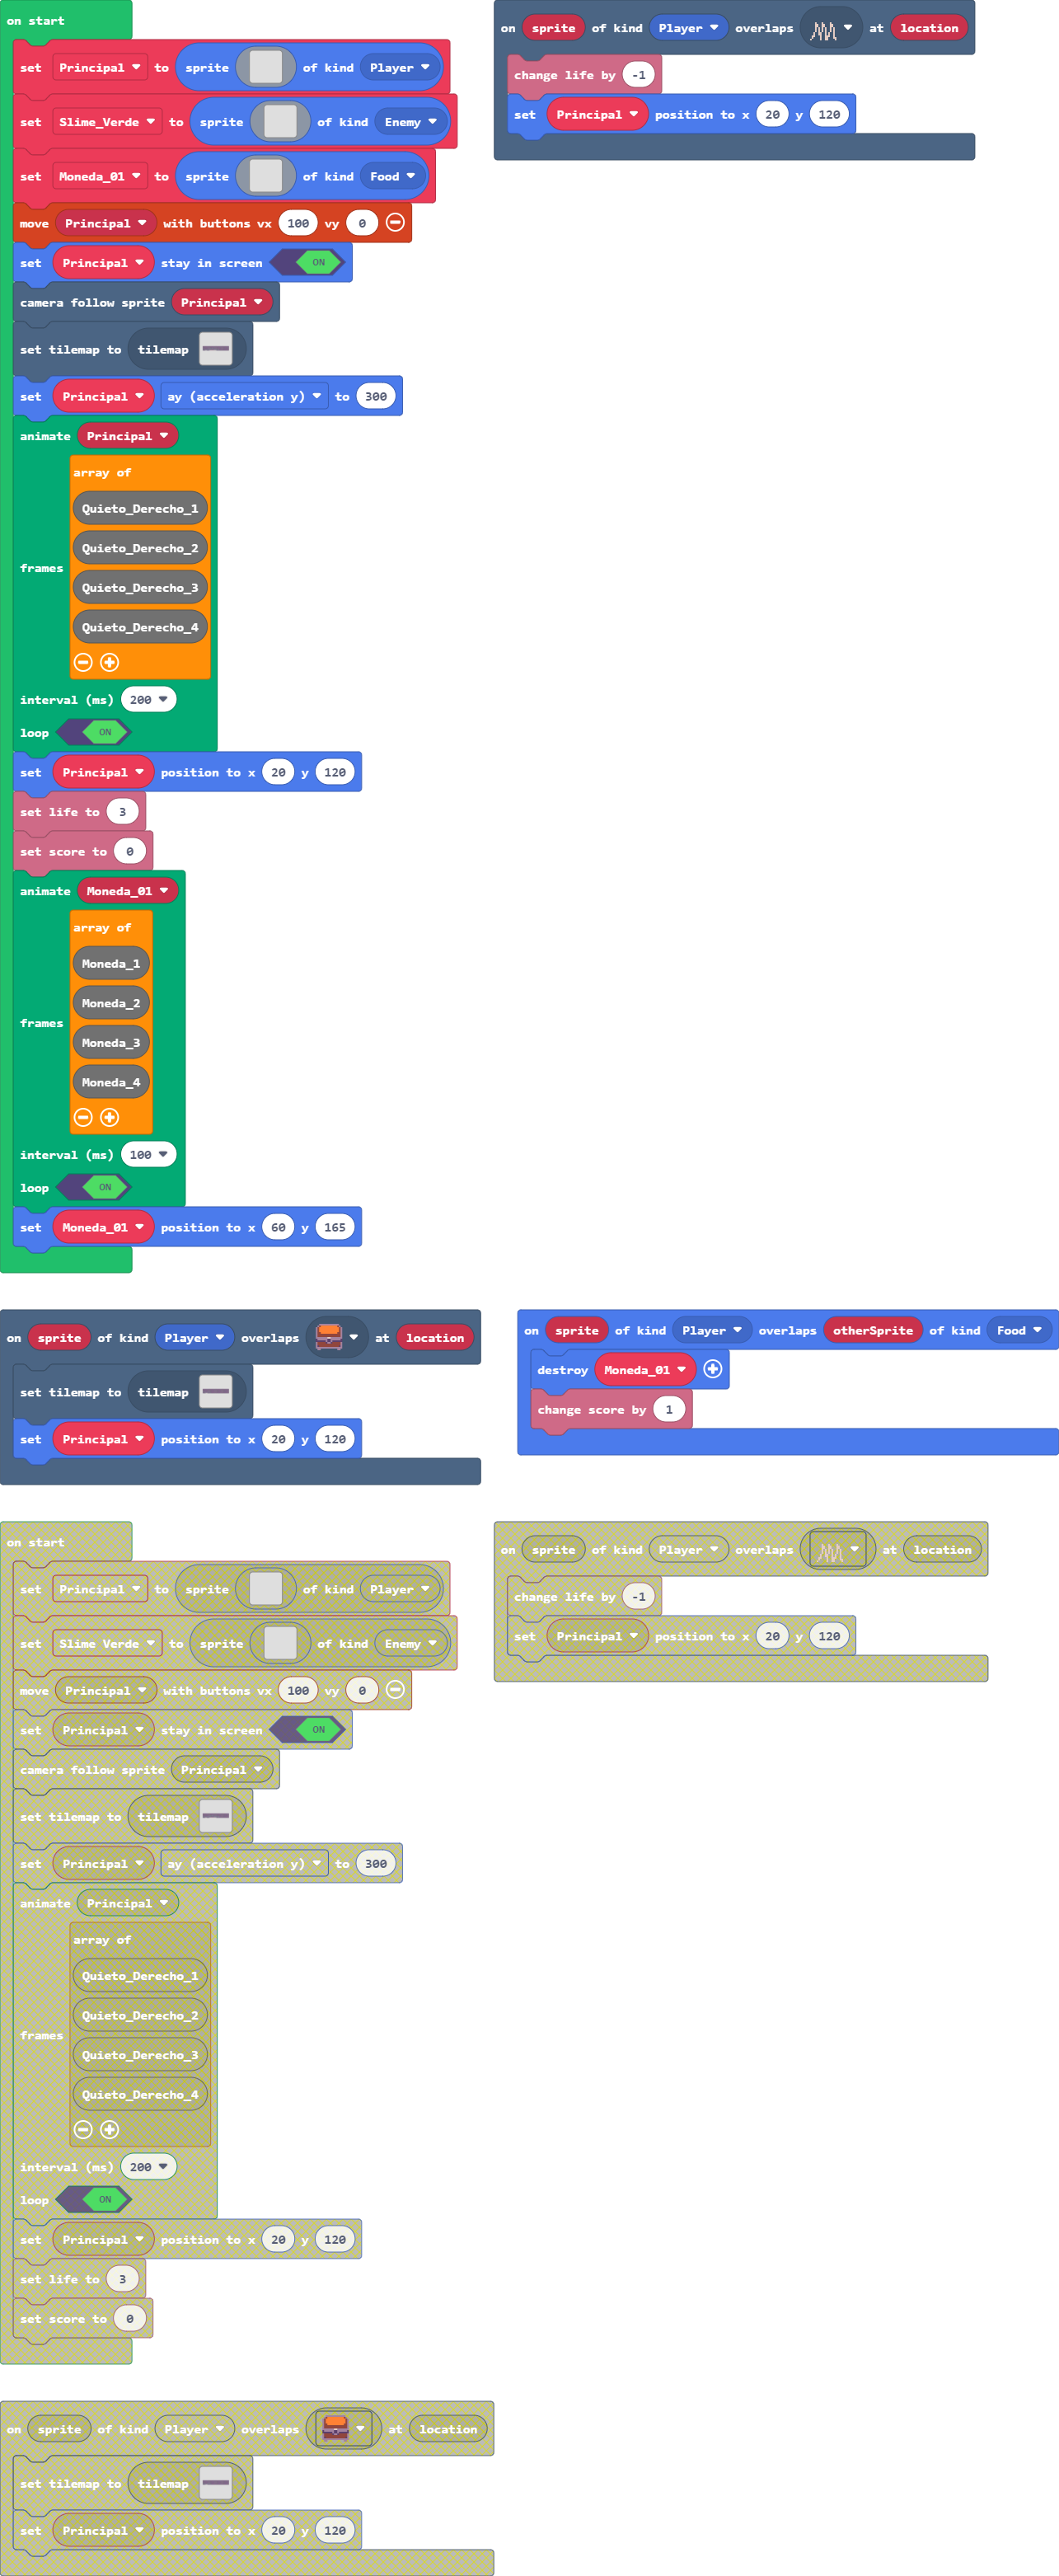 on start
set Principal to sprite of kind Player
set Slime_Verde to sprite of kind Enemy
set Moneda_01 to sprite of kind Food
move Principal with buttons vx 100 vy 0
set Principal stay in screen ON
camera follow sprite Principal
set tilemap to tilemap
set Principal ay (acceleration y) to 300
animate Principal
array of
Quieto_Derecho_1
Quieto_Derecho_2
frames
Quieto_Derecho_3
Quieto_Derecho_4
interval (ms) 200
loop ON
set Principal position to x 20 y 120
set life to 3
set score to 0
animate Moneda_01
array of
Moneda_1
Moneda_2
frames
Moneda_3
Moneda_4
interval (ms) 100
loop ON
set Moneda_01 position to x 60 y 165
on sprite of kind Player overlaps at location
change life by -1
set Principal position to x 20 y 120
on sprite of kind Player overlaps at location
set tilemap to tilemap
set Principal position to x 20 y 120
on sprite of kind Player overlaps otherSprite of kind Food
destroy Moneda_01
change score by 1
on start
set Principal to sprite of kind Player
set Slime Verde to sprite of kind Enemy
move Principal with buttons vx 100 vy 0
set Principal stay in screen ON
camera follow sprite Principal
set tilemap to tilemap
set Principal ay (acceleration y) to 300
animate Principal
array of
Quieto_Derecho_1
Quieto_Derecho_2
frames
Quieto_Derecho_3
Quieto_Derecho_4
interval (ms) 200
loop ON
set Principal position to x 20 y 120
set life to 3
set score to 0
on sprite of kind Player overlaps at location
change life by -1
set Principal position to x 20 y 120
on sprite of kind Player overlaps at location
set tilemap to tilemap
set Principal position to x 20 y 120